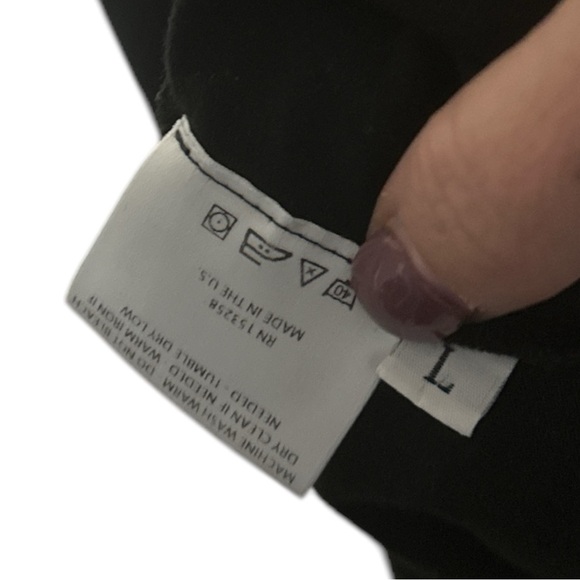 MACHINE WASH WARM DO NOT BLEACH
DRY CLEAN IF NEEDED WARM IRON IF
NEEDED - TUMBLE DRY LOW
RN 153258
MADE IN THE U.S.
40